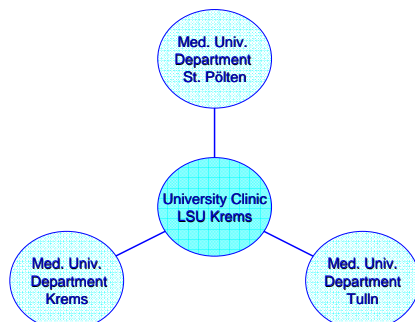 Med. Univ.
Department
St. Pölten
University Clinic
LSU Krems
Med. Univ.
Department
Krems
Med. Univ.
Department
Tulln